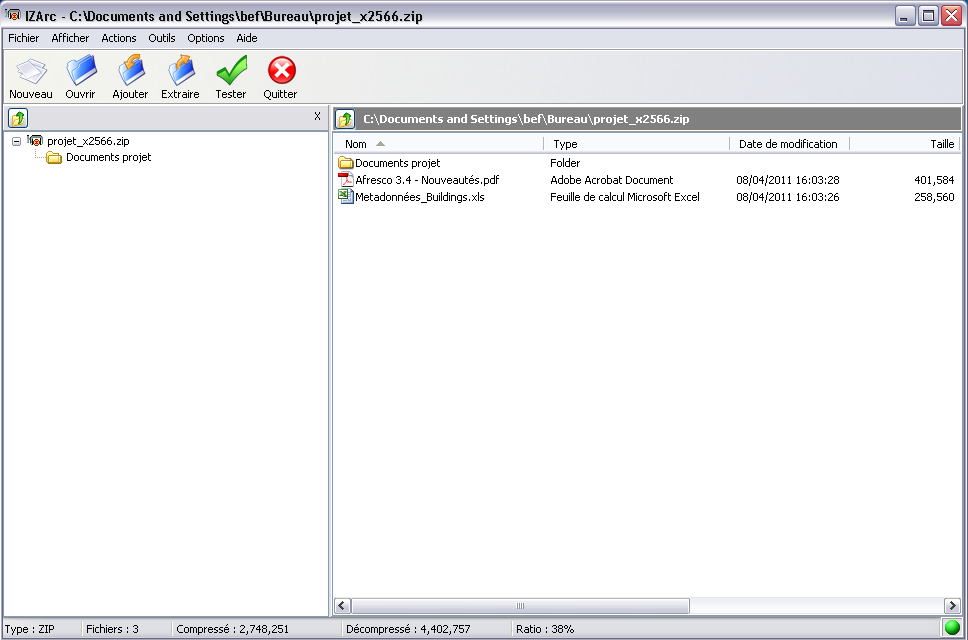 IZArc - C:\Documents and Settings\bef\Bureau\projet_x2566.zip
Fichier Afficher Actions Outils Options Aide
Nouveau Ouvrir Ajouter Extraire Tester Quitter
X
C:\Documents and Settings\bef\Bureau\projet_x2566.zip
projet_x2566.zip
Documents projet
Nom Type Date de modification Taille
Documents projet Folder
Afresco 3.4 - Nouveautés.pdf Adobe Acrobat Document 08/04/2011 16:03:28 401,584
Metadonnées_Buildings.xls Feuille de calcul Microsoft Excel 08/04/2011 16:03:26 258,560
Type : ZIP Fichiers : 3 Compressé : 2,748,251 Décompressé : 4,402,757 Ratio : 38%